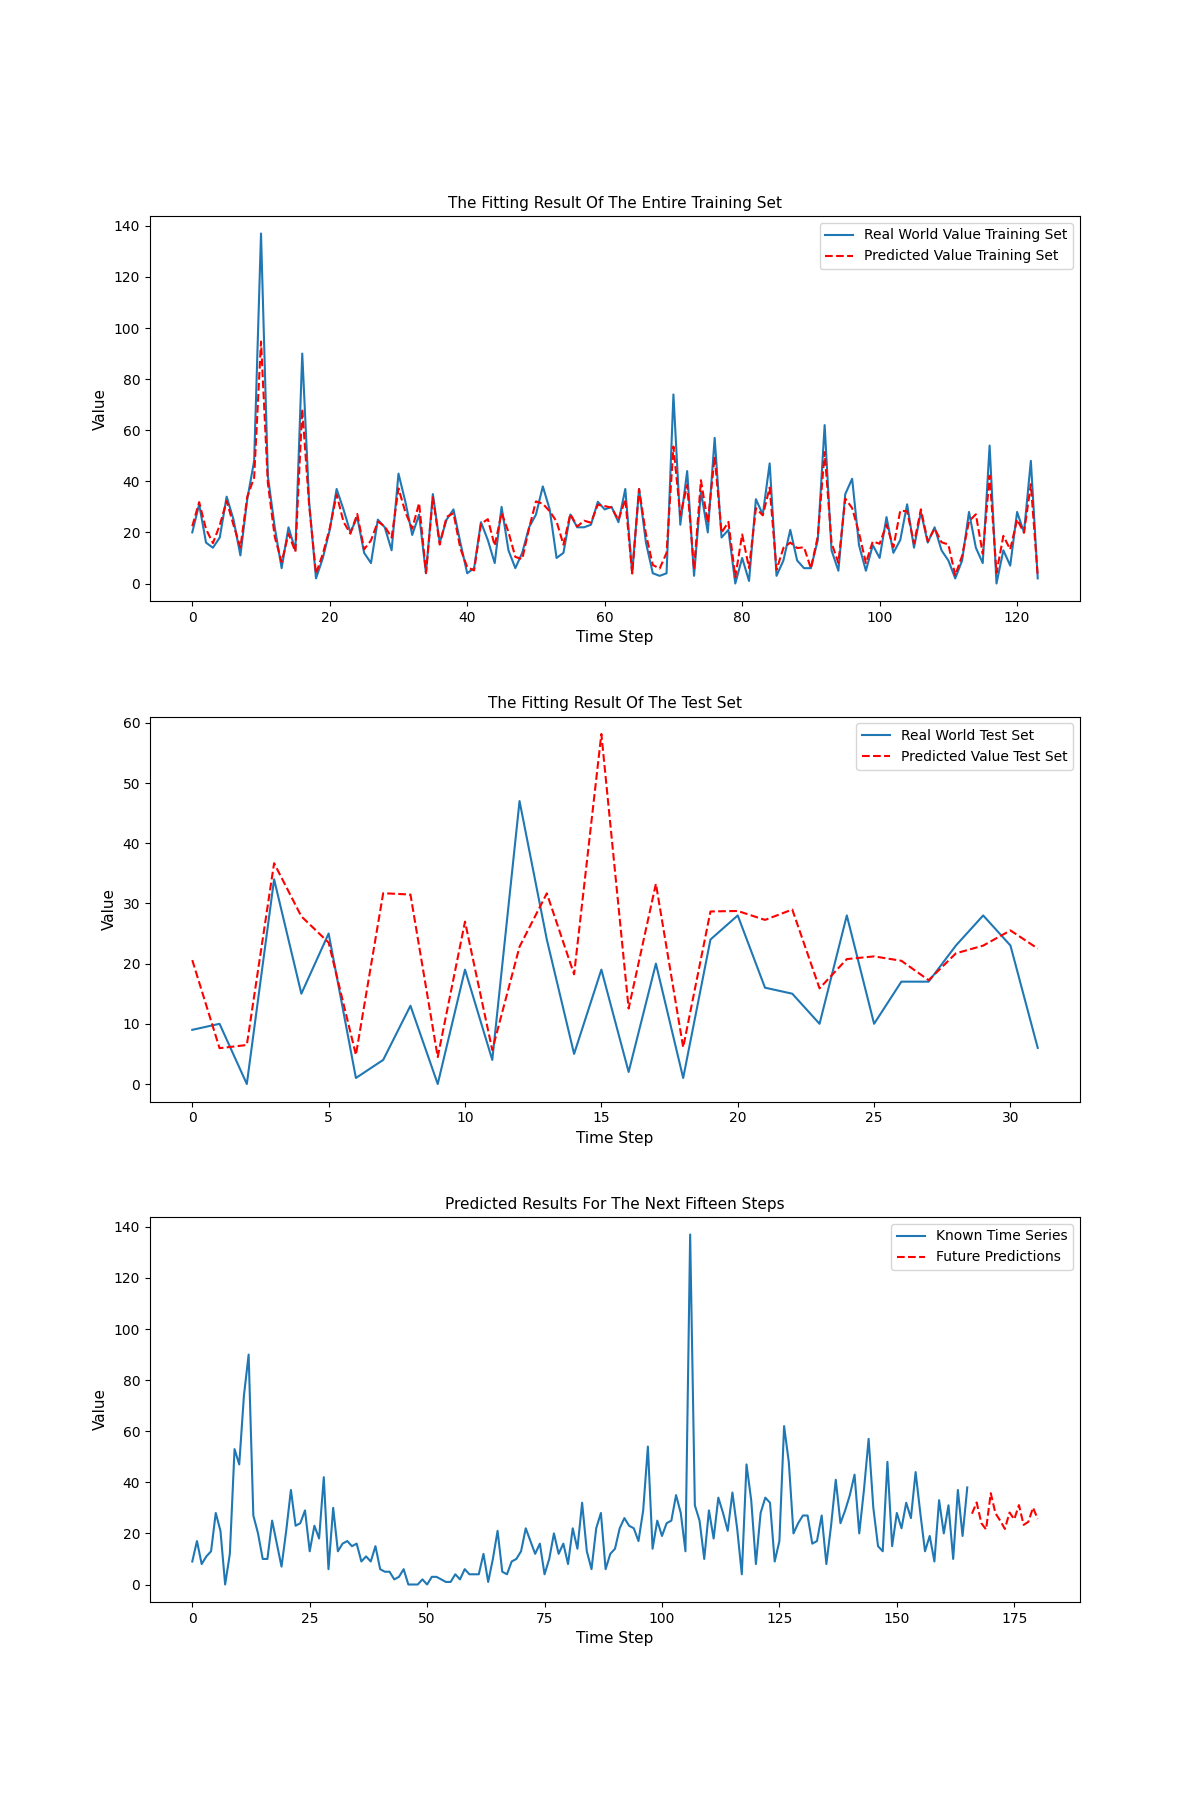 The Fitting Result Of The Entire Training Set
140
120
100
80
60
40
20
0
Value
Real World Value Training Set
Predicted Value Training Set
0 20 40 60 80 100 120
Time Step
The Fitting Result Of The Test Set
60
50
40
30
20
10
0
Value
Real World Test Set
Predicted Value Test Set
0 5 10 15 20 25 30
Time Step
Predicted Results For The Next Fifteen Steps
140
120
100
80
60
40
20
0
Value
Known Time Series
Future Predictions
0 25 50 75 100 125 150 175
Time Step